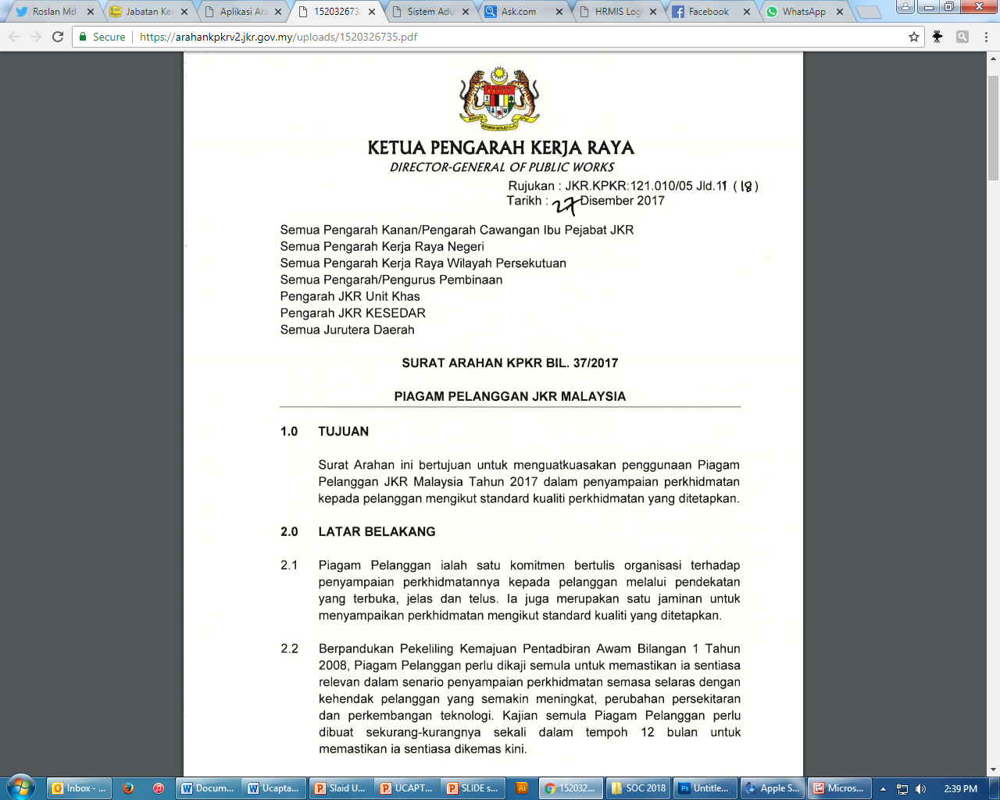 Roslan Md
Jabatan Ker
Aplikasi Ara
1520326735
Sistem Adu
Ask.com
HRMIS Logi
Facebook
WhatsApp
Secure
https://arahankpkrv2.jkr.gov.my/uploads/1520326735.pdf
KETUA PENGARAH KERJA RAYA
DIRECTOR-GENERAL OF PUBLIC WORKS
Rujukan : JKR.KPKR:121.010/05 Jld.11 (18)
Tarikh : 27 Disember 2017
Semua Pengarah Kanan/Pengarah Cawangan Ibu Pejabat JKR
Semua Pengarah Kerja Raya Negeri
Semua Pengarah Kerja Raya Wilayah Persekutuan
Semua Pengarah/Pengurus Pembinaan
Pengarah JKR Unit Khas
Pengarah JKR KESEDAR
Semua Jurutera Daerah
SURAT ARAHAN KPKR BIL. 37/2017
PIAGAM PELANGGAN JKR MALAYSIA
1.0 TUJUAN
Surat Arahan ini bertujuan untuk menguatkuasakan penggunaan Piagam
Pelanggan JKR Malaysia Tahun 2017 dalam penyampaian perkhidmatan
kepada pelanggan mengikut standard kualiti perkhidmatan yang ditetapkan.
2.0 LATAR BELAKANG
2.1 Piagam Pelanggan ialah satu komitmen bertulis organisasi terhadap
penyampaian perkhidmatannya kepada pelanggan melalui pendekatan
yang terbuka, jelas dan telus. Ia juga merupakan satu jaminan untuk
menyampaikan perkhidmatan mengikut standard kualiti yang ditetapkan.
2.2 Berpandukan Pekeliling Kemajuan Pentadbiran Awam Bilangan 1 Tahun
2008, Piagam Pelanggan perlu dikaji semula untuk memastikan ia sentiasa
relevan dalam senario penyampaian perkhidmatan semasa selaras dengan
kehendak pelanggan yang semakin meningkat, perubahan persekitaran
dan perkembangan teknologi. Kajian semula Piagam Pelanggan perlu
dibuat sekurang-kurangnya sekali dalam tempoh 12 bulan untuk
memastikan ia sentiasa dikemas kini.
Inbox - ...
Docum...
Ucapta...
Slaid U...
UCAPT...
SLIDE s...
152032...
SOC 2018
Untitle...
Apple S...
Micros...
2:39 PM